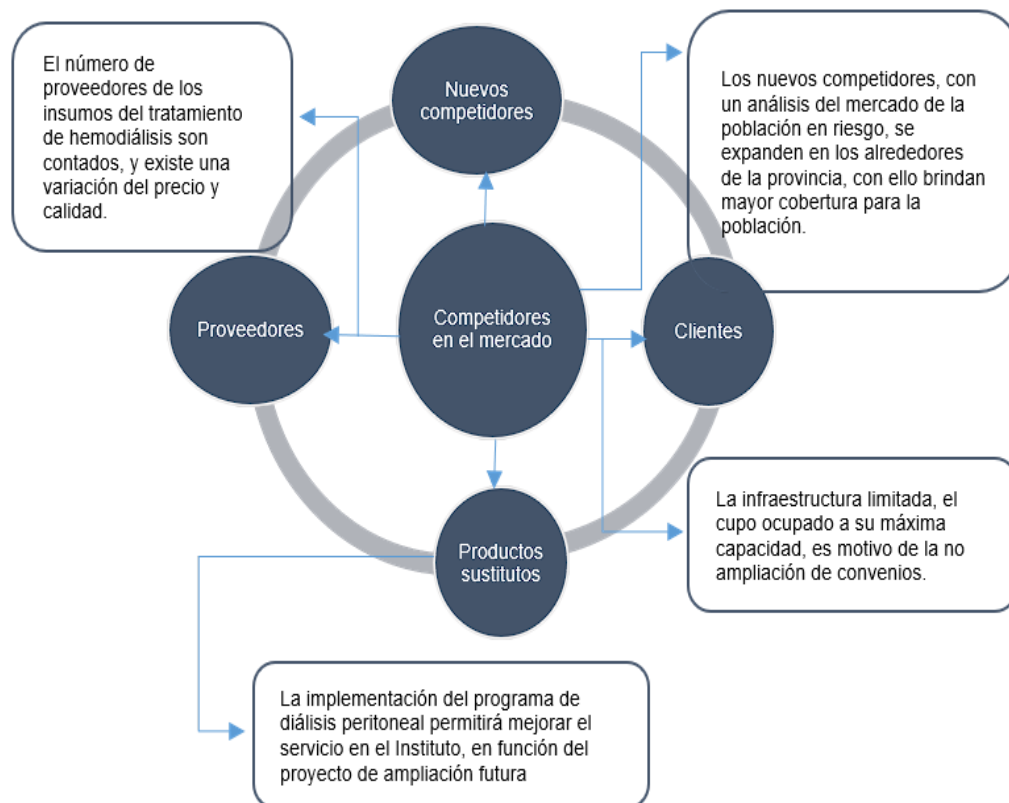 El número de
proveedores de los
insumos del tratamiento
de hemodiálisis son
contados, y existe una
variación del precio y
calidad.
Nuevos
competidores
Los nuevos competidores, con
un análisis del mercado de la
población en riesgo, se
expanden en los alrededores
de la provincia, con ello brindan
mayor cobertura para la
población.
Proveedores
Competidores
en el mercado
Clientes
Productos
sustitutos
La infraestructura limitada, el
cupo ocupado a su máxima
capacidad, es motivo de la no
ampliación de convenios.
La implementación del programa de
diálisis peritoneal permitirá mejorar el
servicio en el Instituto, en función del
proyecto de ampliación futura